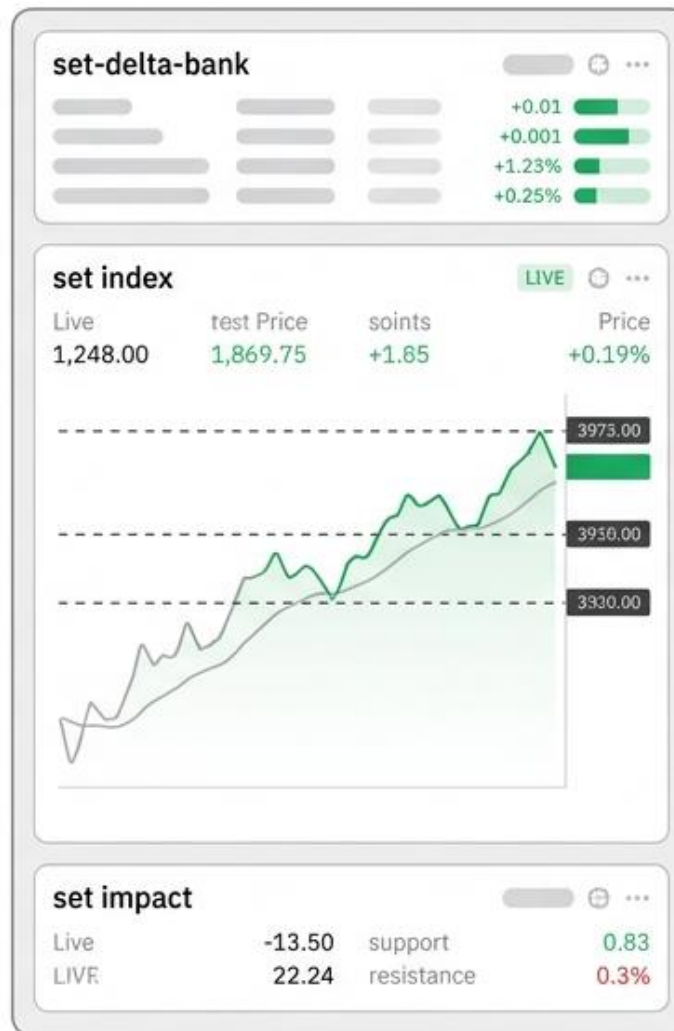 set-delta-bank
+0.01
+0.001
+1.23%
+0.25%
set index LIVE
Live test Price soints Price
1,248.00 1,869.75 +1.85 +0.19%
3973.00
3950.00
3930.00
set impact
Live -13.50 support 0.83
LIVE 22.24 resistance 0.3%